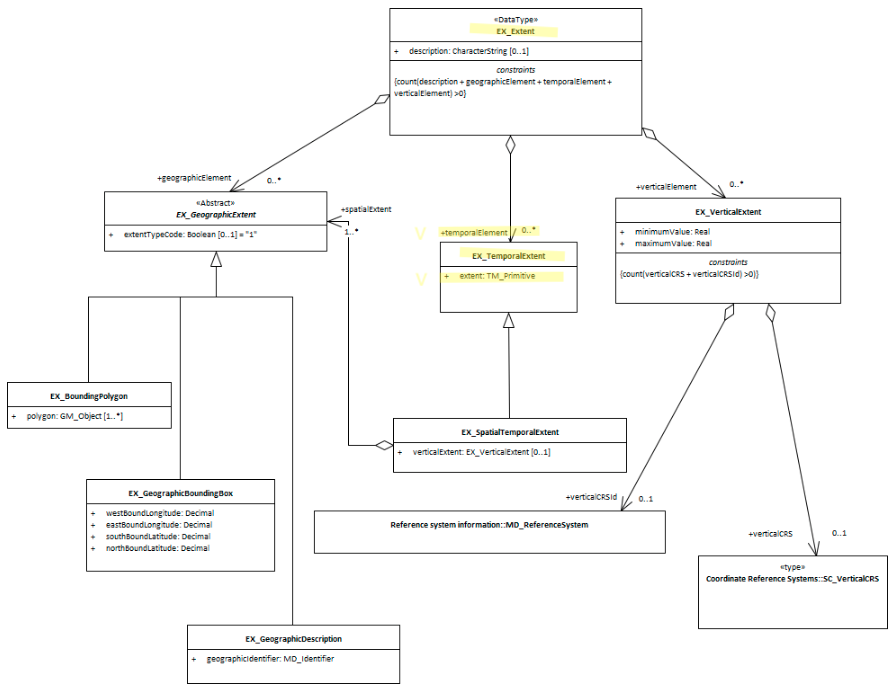 «DataType»
EX_Extent
+ description: CharacterString [0..1]
constraints
{count(description + geographicElement + temporalElement +
verticalElement) >0}
+geographicElement
0..*
«Abstract»
EX_GeographicExtent
+ extentTypeCode: Boolean [0..1] = "1"
+spatialExtent
1..*
+temporalElement
0..*
EX_TemporalExtent
+ extent: TM_Primitive
+verticalElement
0..*
EX_VerticalExtent
+ minimumValue: Real
+ maximumValue: Real
constraints
{count(verticalCRS + verticalCRSId) >0)}
EX_BoundingPolygon
+ polygon: GM_Object [1..*]
EX_SpatialTemporalExtent
+ verticalExtent: EX_VerticalExtent [0..1]
EX_GeographicBoundingBox
+ westBoundLongitude: Decimal
+ eastBoundLongitude: Decimal
+ southBoundLatitude: Decimal
+ northBoundLatitude: Decimal
+verticalCRSId
0..1
Reference system information::MD_ReferenceSystem
+verticalCRS
0..1
«type»
Coordinate Reference Systems::SC_VerticalCRS
EX_GeographicDescription
+ geographicIdentifier: MD_Identifier